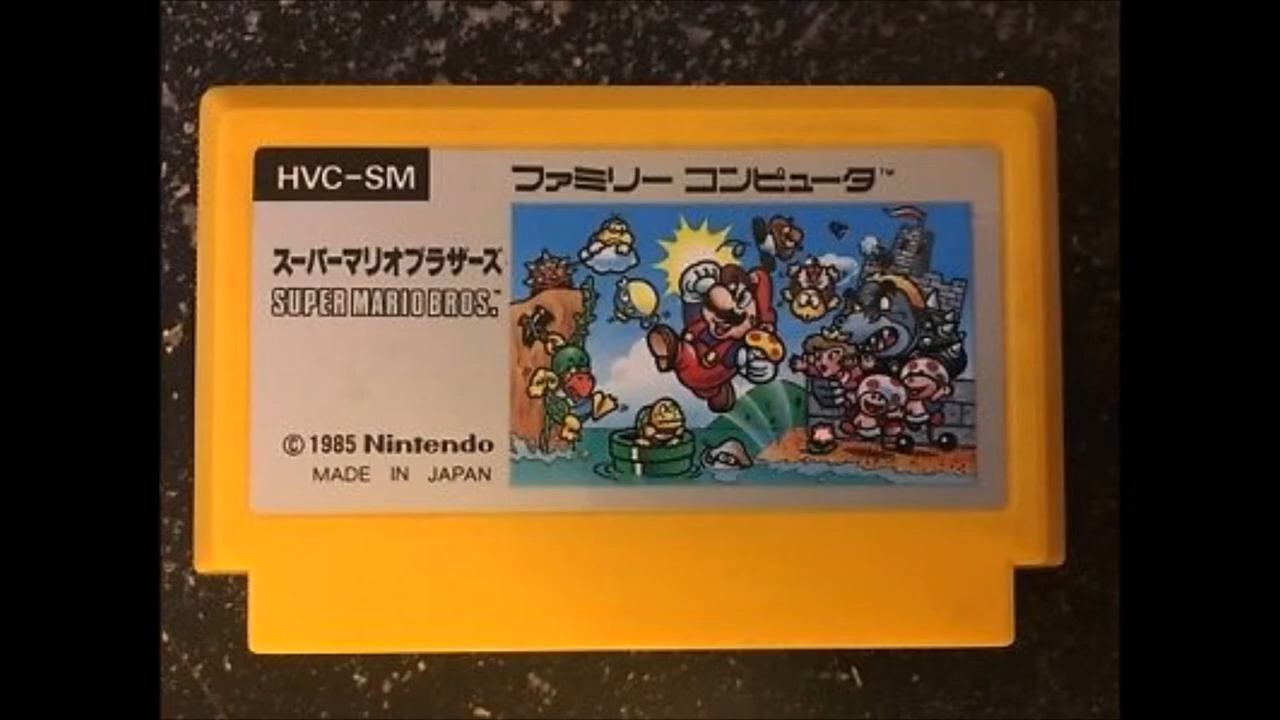 HVC-SM
ファミリー コンピュータ™
スーパーマリオブラザーズ
SUPER MARIO BROS.™
© 1985 Nintendo
MADE IN JAPAN